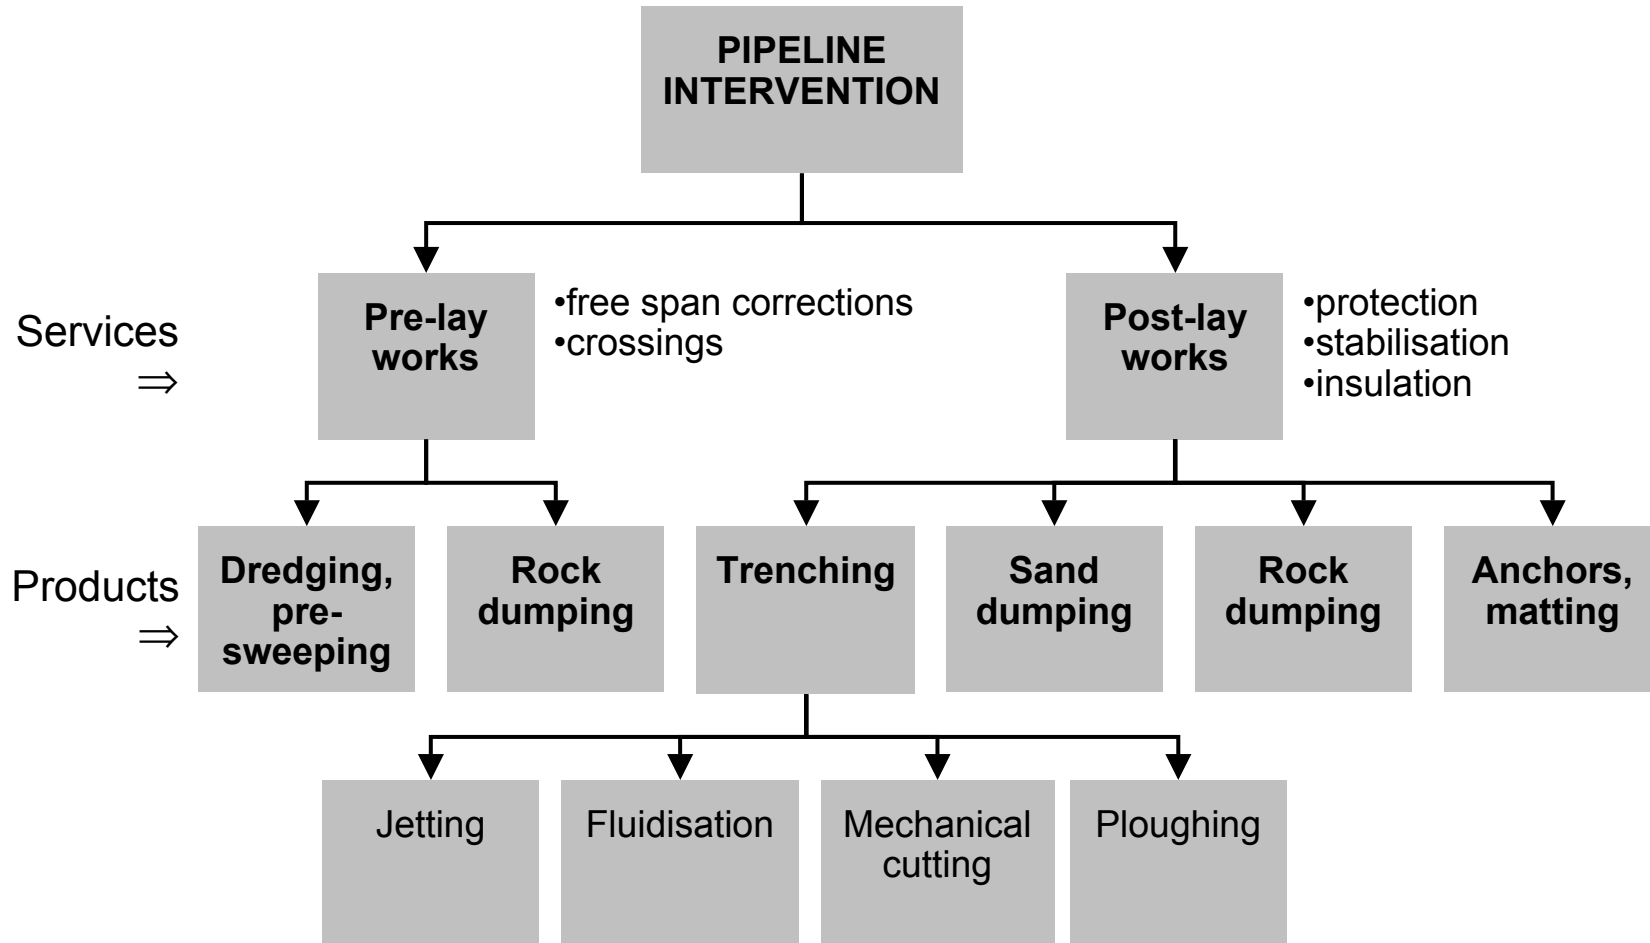 PIPELINE
INTERVENTION
Services
⇒
Pre-lay
works
•free span corrections
•crossings
Post-lay
works
•protection
•stabilisation
•insulation
Products
⇒
Dredging,
pre-
sweeping
Rock
dumping
Trenching
Sand
dumping
Rock
dumping
Anchors,
matting
Jetting
Fluidisation
Mechanical
cutting
Ploughing